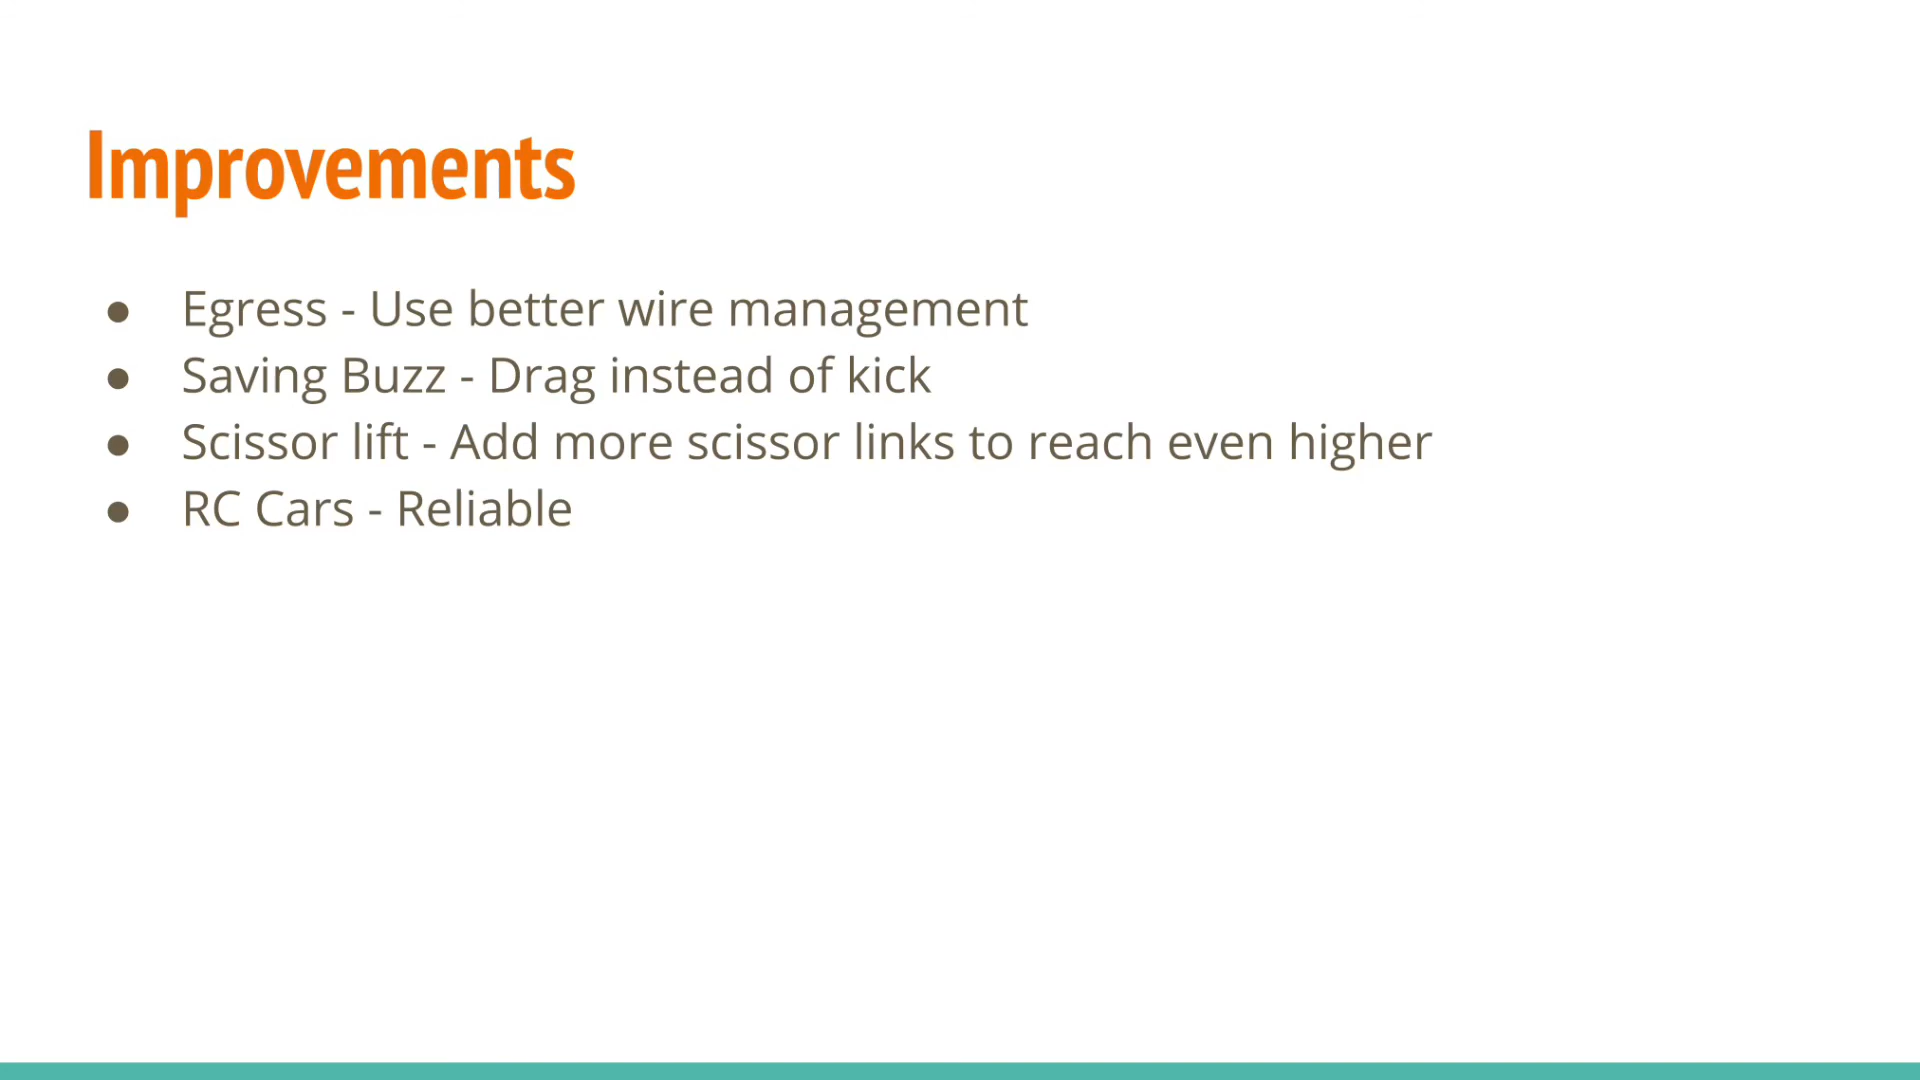 Improvements
● Egress - Use better wire management
● Saving Buzz - Drag instead of kick
● Scissor lift - Add more scissor links to reach even higher
● RC Cars - Reliable